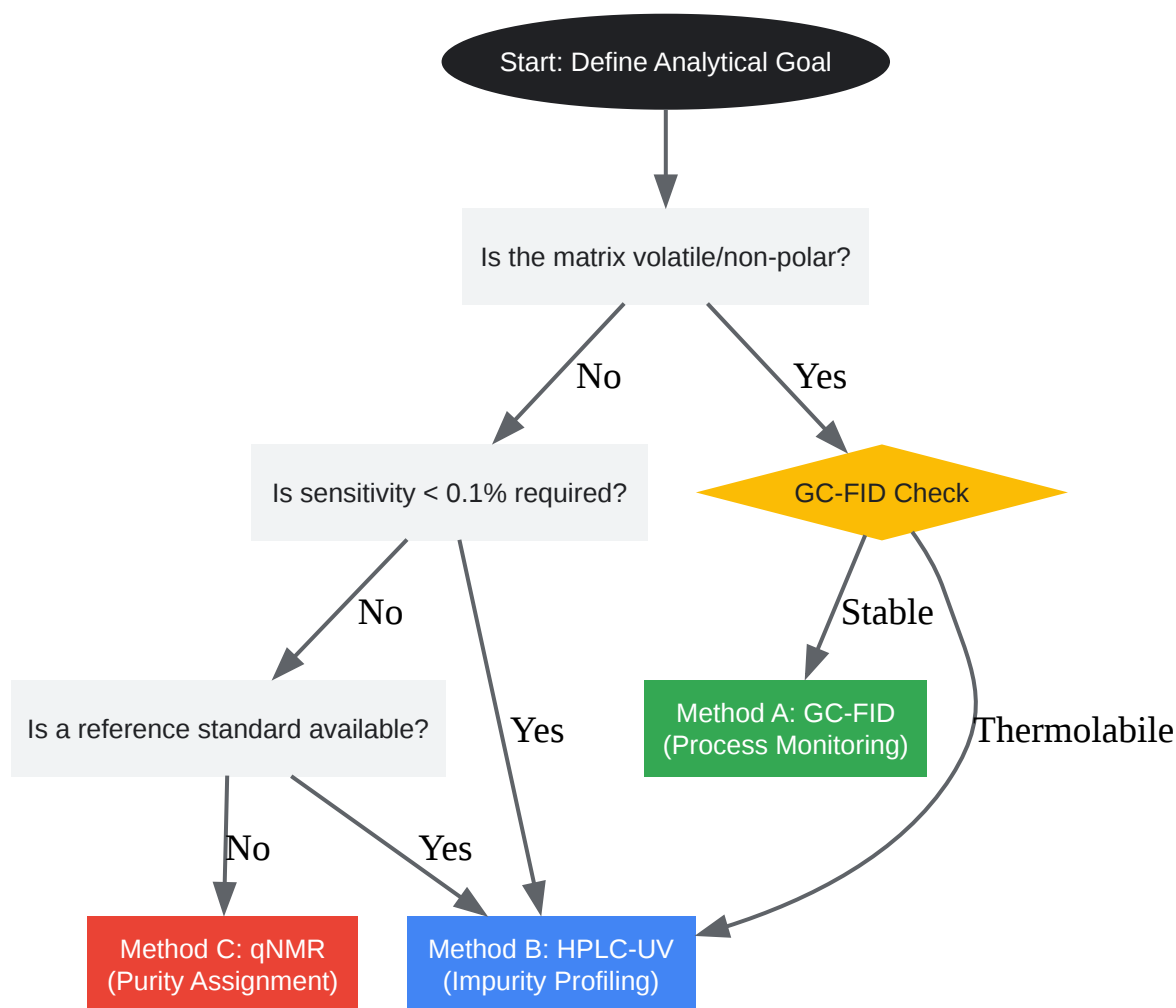 Start: Define Analytical Goal
Is the matrix volatile/non-polar?
No
Yes
Is sensitivity < 0.1% required?
GC-FID Check
No
Stable
Is a reference standard available?
Yes
Method A: GC-FID
(Process Monitoring)
Thermolabile
No
Yes
Method C: qNMR
(Purity Assignment)
Method B: HPLC-UV
(Impurity Profiling)